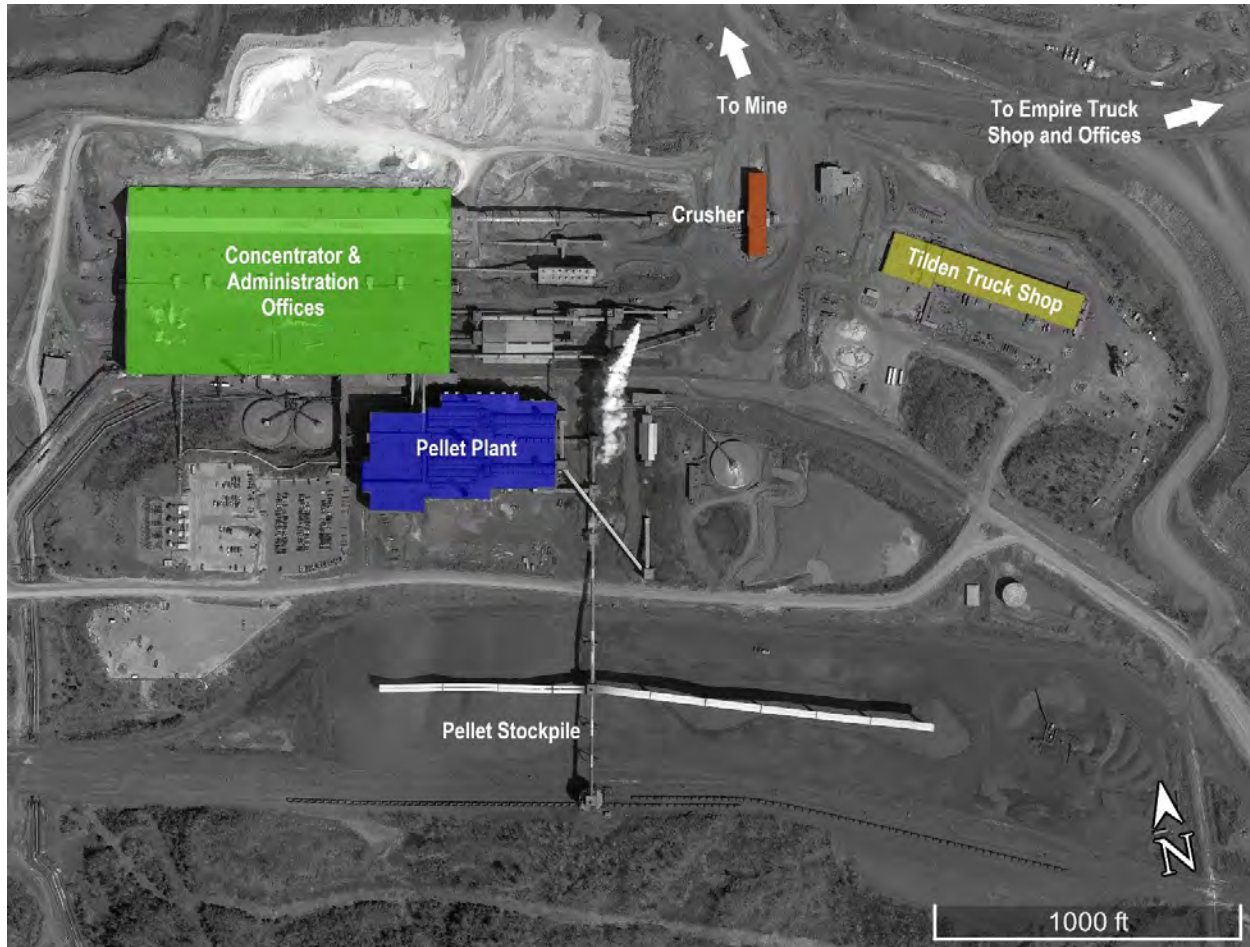 To Mine
To Empire Truck
Shop and Offices
Crusher
Concentrator &
Administration
Offices
Tilden Truck Shop
Pellet Plant
Pellet Stockpile
N
1000 ft